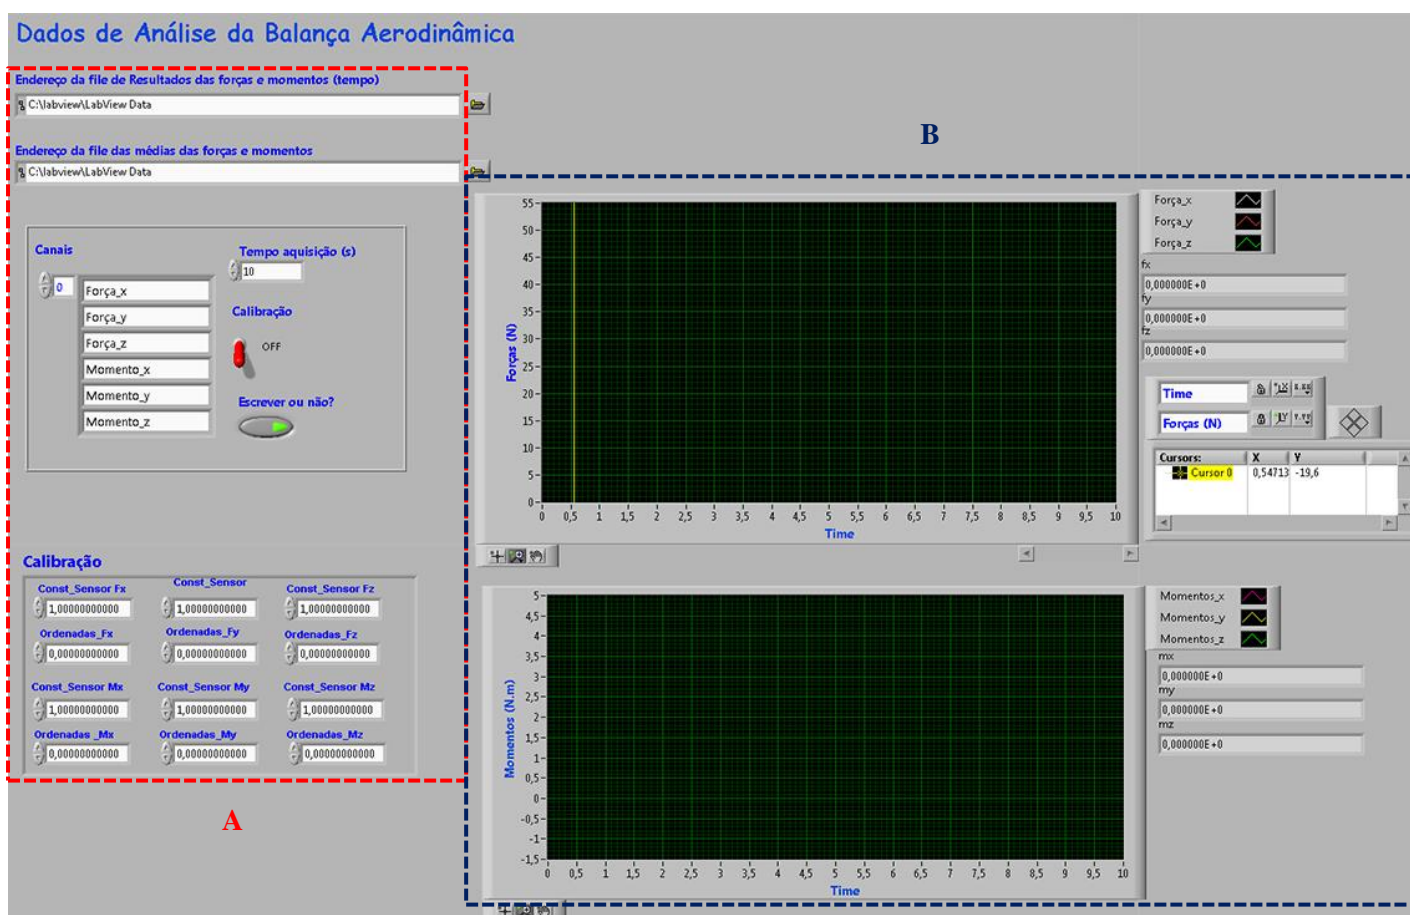 Dados de Análise da Balança Aerodinâmica
Endereço da file de Resultados das forças e momentos (tempo)
C:\labview\LabView Data
Endereço da file das médias das forças e momentos
C:\labview\LabView Data
Canais
0
Força_x
Força_y
Força_z
Momento_x
Momento_y
Momento_z
Tempo aquisição (s)
10
Calibração
OFF
Escrever ou não?
Calibração
Const_Sensor Fx Const_Sensor Const_Sensor Fz
1,00000000000 1,00000000000 1,00000000000
Ordenadas_Fx Ordenadas_Fy Ordenadas_Fz
0,00000000000 0,00000000000 0,00000000000
Const_Sensor Mx Const_Sensor My Const_Sensor Mz
1,00000000000 1,00000000000 1,00000000000
Ordenadas _Mx Ordenadas_My Ordenadas_Mz
0,00000000000 0,00000000000 0,00000000000
A
B
Forças (N)
55
50
45
40
35
30
25
20
15
10
5
0
0 0,5 1 1,5 2 2,5 3 3,5 4 4,5 5 5,5 6 6,5 7 7,5 8 8,5 9 9,5 10
Time
Força_x
Força_y
Força_z
fx
0,000000E+0
fy
0,000000E+0
fz
0,000000E+0
Time
Forças (N)
Cursors: X Y
Cursor 0 0,54713 -19,6
Momentos (N.m)
5
4,5
4
3,5
3
2,5
2
1,5
1
0,5
0
-0,5
-1
-1,5
0 0,5 1 1,5 2 2,5 3 3,5 4 4,5 5 5,5 6 6,5 7 7,5 8 8,5 9 9,5 10
Time
Momentos_x
Momentos_y
Momentos_z
mx
0,000000E+0
my
0,000000E+0
mz
0,000000E+0